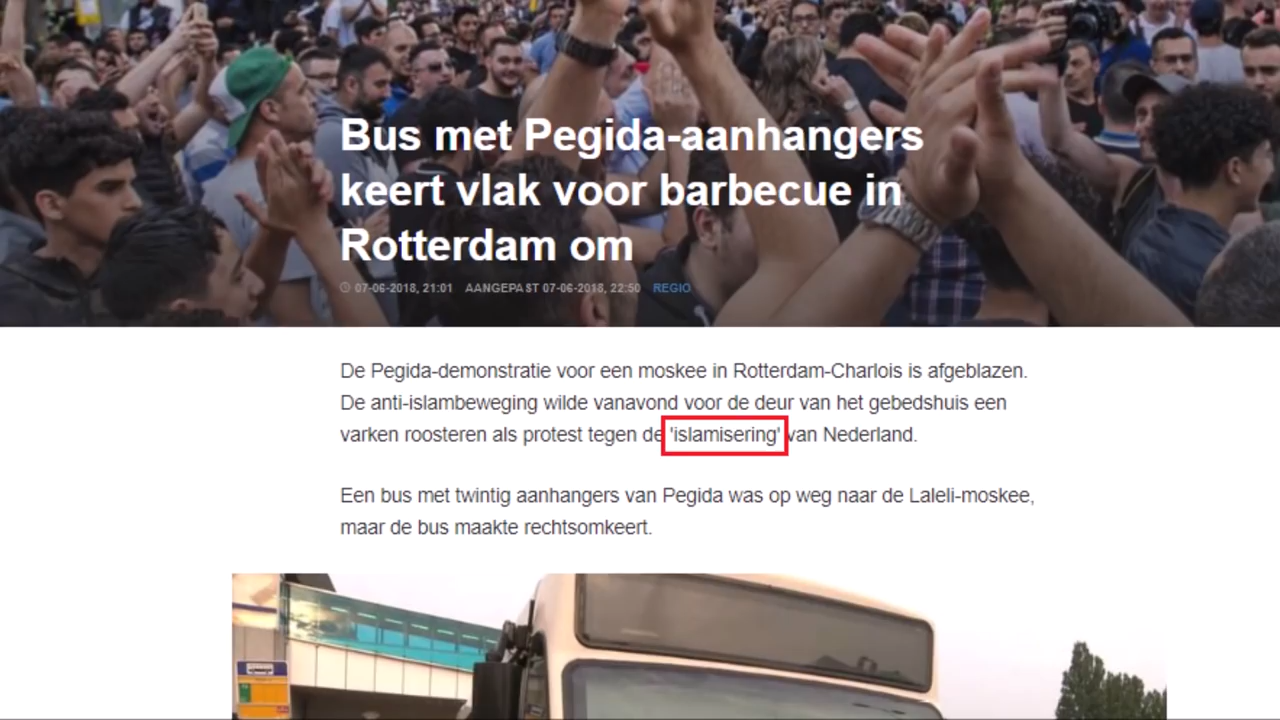 Bus met Pegida-aanhangers
keert vlak voor barbecue in
Rotterdam om
07-06-2018, 21:01 AANGEPAST 07-06-2018, 22:50 REGIO
De Pegida-demonstratie voor een moskee in Rotterdam-Charlois is afgeblazen.
De anti-islambeweging wilde vanavond voor de deur van het gebedshuis een
varken roosteren als protest tegen de 'islamisering' van Nederland.
Een bus met twintig aanhangers van Pegida was op weg naar de Laleli-moskee,
maar de bus maakte rechtsomkeert.